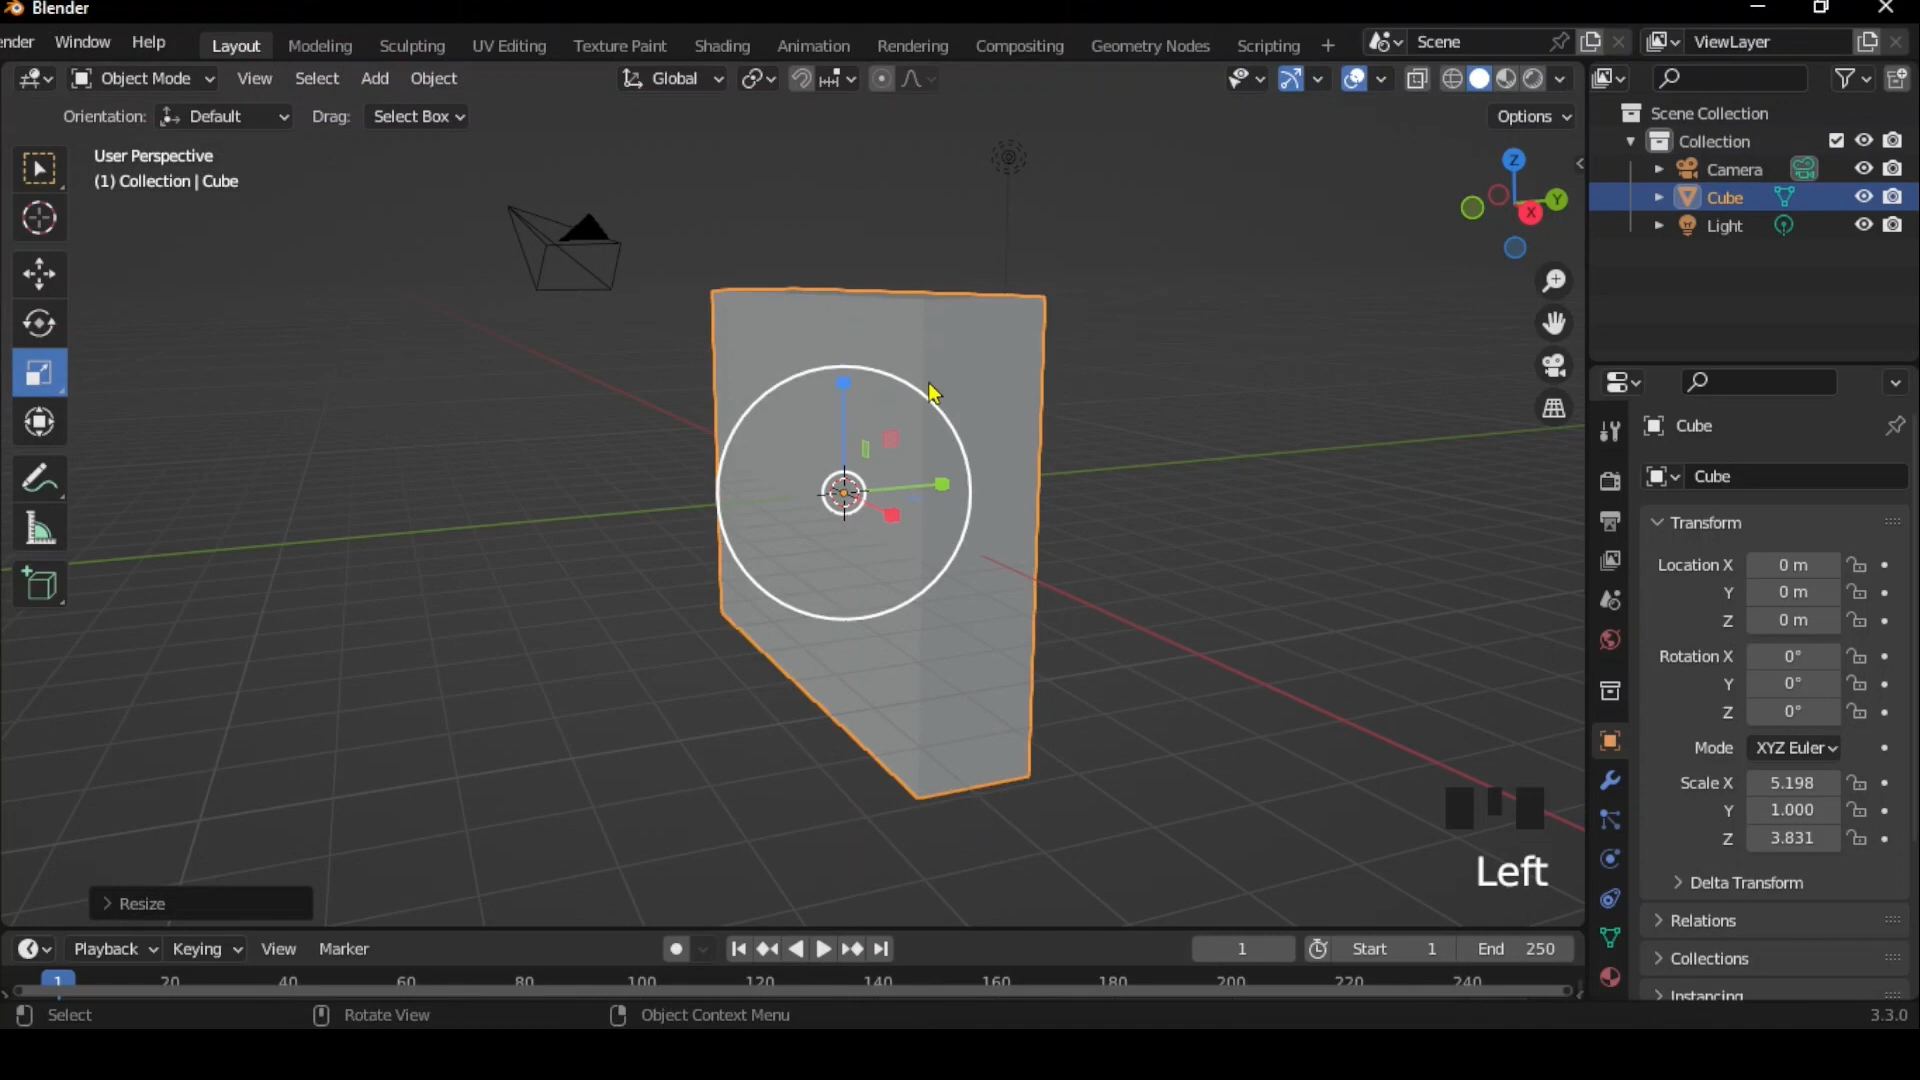 Blender
ender Window Help Layout Modeling Sculpting UV Editing Texture Paint Shading Animation Rendering Compositing Geometry Nodes Scripting + Scene ViewLayer
Object Mode View Select Add Object Global
Orientation: Default Drag: Select Box Options
User Perspective
(1) Collection | Cube
Z
Y
X
Scene Collection
Collection
Camera
Cube
Light
Cube
Cube
Transform
Location X 0 m
Y 0 m
Z 0 m
Rotation X 0°
Y 0°
Z 0°
Mode XYZ Euler
Scale X 5.198
Y 1.000
Z 3.831
Delta Transform
Relations
Collections
Instancing
Left
Resize
Playback Keying View Marker 1 Start 1 End 250
1 20 40 60 80 100 120 140 160 180 200 220 240
Select Rotate View Object Context Menu 3.3.0